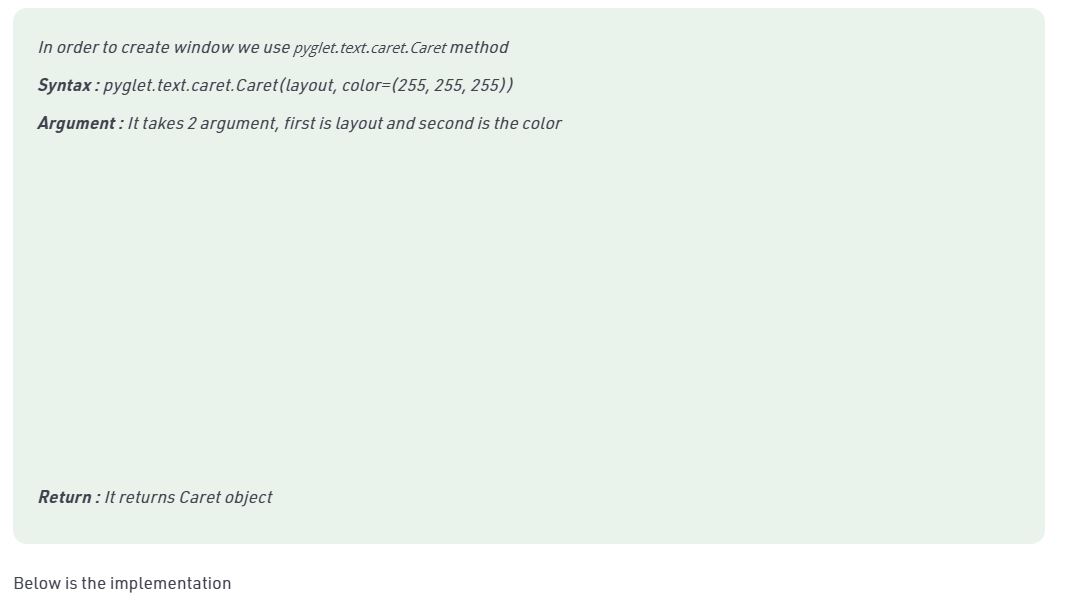 In order to create window we use pyglet.text.caret.Caret method
Syntax : pyglet.text.caret.Caret(layout, color=(255, 255, 255))
Argument : It takes 2 argument, first is layout and second is the color
Return : It returns Caret object
Below is the implementation